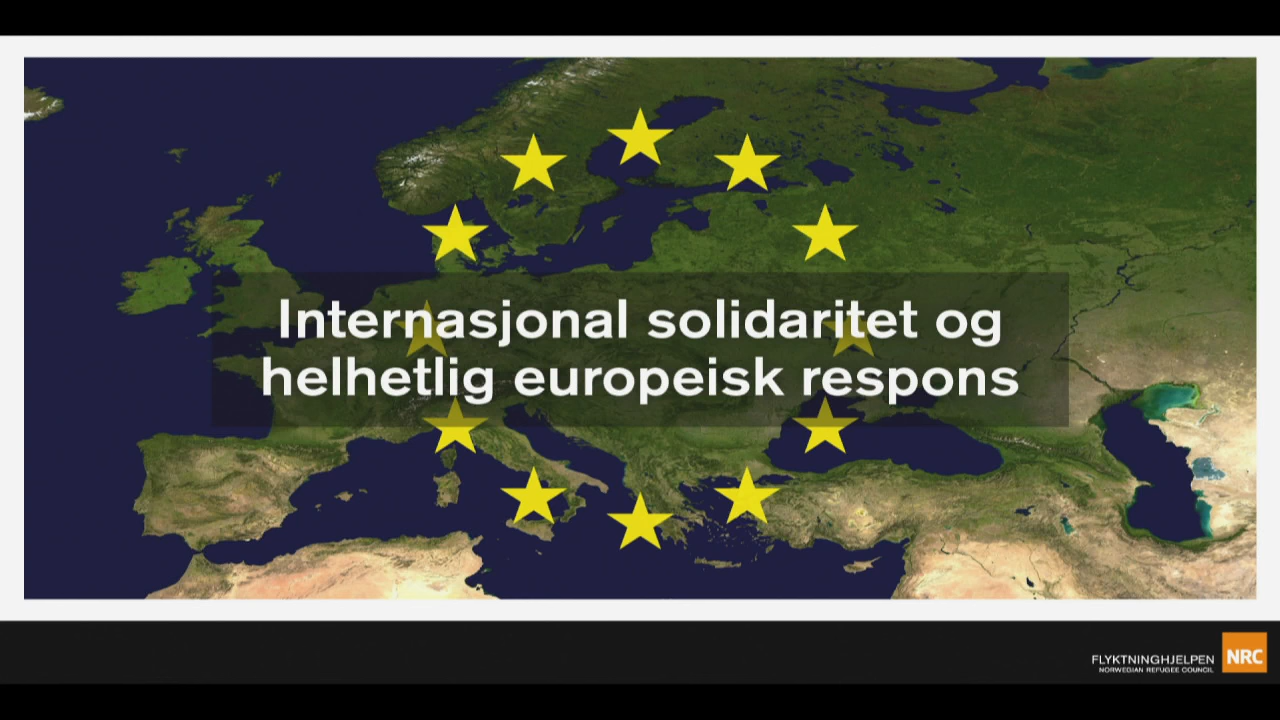 Internasjonal solidaritet og
helhetlig europeisk respons
FLYKTNINGHJELPEN
NORWEGIAN REFUGEE COUNCIL
NRC